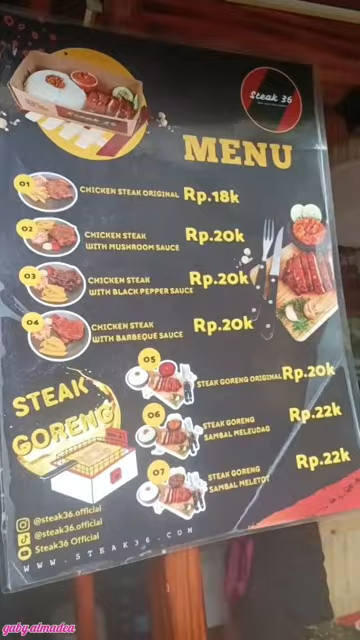 Steak 36
MENU
01 CHICKEN STEAK ORIGINAL Rp.18k
02 CHICKEN STEAK
WITH MUSHROOM SAUCE Rp.20k
03 CHICKEN STEAK
WITH BLACK PEPPER SAUCE Rp.20k
04 CHICKEN STEAK
WITH BARBEQUE SAUCE Rp.20k
STEAK
GORENG
05 STEAK GORENG ORIGINAL Rp.20k
06 STEAK GORENG
SAMBAL MELEUDAG Rp.22k
07 STEAK GORENG
SAMBAL MELETOT Rp.22k
@steak36.official
@steak36.official
Steak36 Official
WWW.STEAK36.COM
gaby almadea